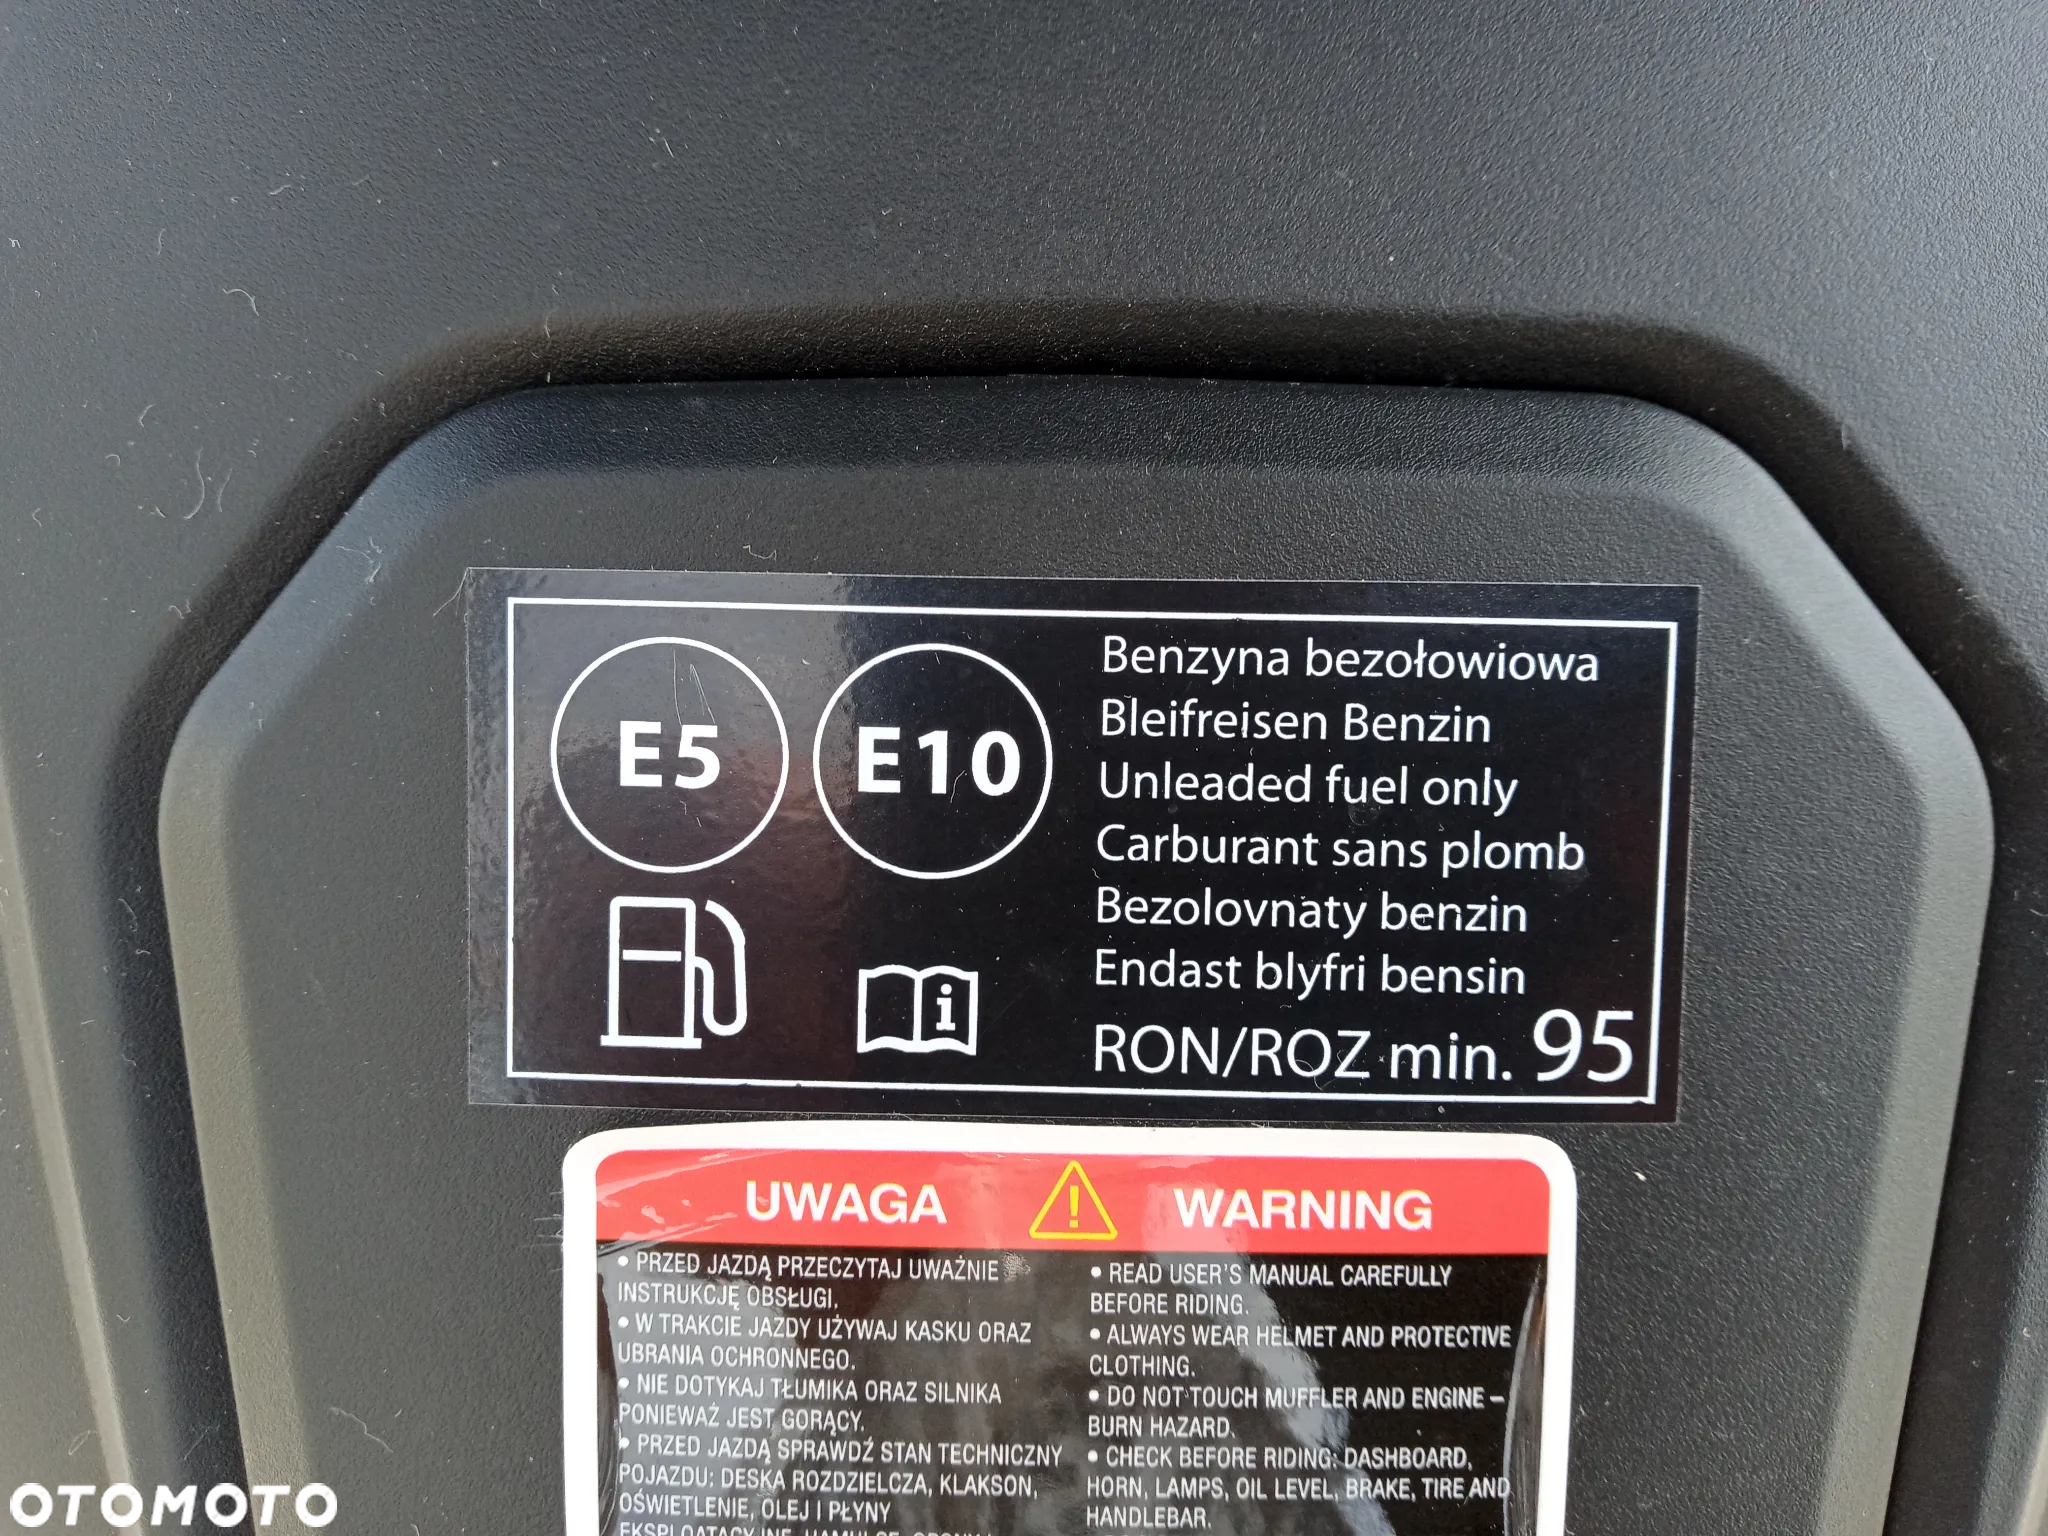 E5
E10
Benzyna bezołowiowa
Bleifreisen Benzin
Unleaded fuel only
Carburant sans plomb
Bezolovnaty benzin
Endast blyfri bensin
RON/ROZ min. 95
i
UWAGA
! 
WARNING
• PRZED JAZDĄ PRZECZYTAJ UWAŻNIE
INSTRUKCJĘ OBSŁUGI.
• W TRAKCIE JAZDY UŻYWAJ KASKU ORAZ
UBRANIA OCHRONNEGO.
• NIE DOTYKAJ TŁUMIKA ORAZ SILNIKA
PONIEWAŻ JEST GORĄCY.
• PRZED JAZDĄ SPRAWDŹ STAN TECHNICZNY
POJAZDU: DESKA ROZDZIELCZA, KLAKSON,
OŚWIETLENIE, OLEJ I PŁYNY
• READ USER'S MANUAL CAREFULLY
BEFORE RIDING.
• ALWAYS WEAR HELMET AND PROTECTIVE
CLOTHING.
• DO NOT TOUCH MUFFLER AND ENGINE –
BURN HAZARD.
• CHECK BEFORE RIDING: DASHBOARD,
HORN, LAMPS, OIL LEVEL, BRAKE, TIRE AND
HANDLEBAR.
OTOMOTO